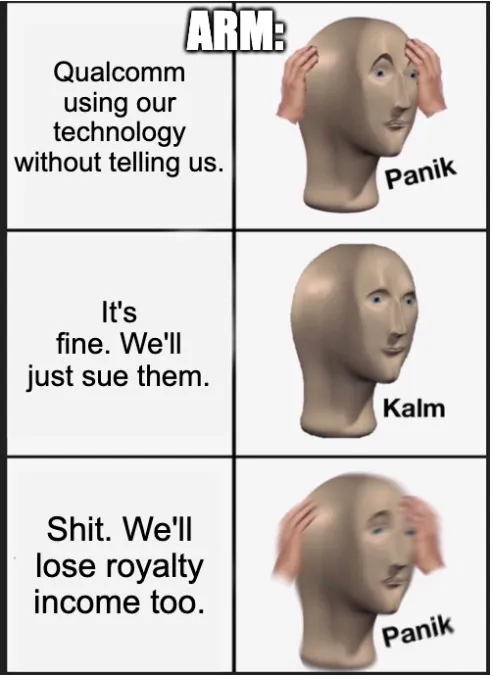 ARM:
Qualcomm
using our
technology
without telling us.
Panik
It's
fine. We'll
just sue them.
Kalm
Shit. We'll
lose royalty
income too.
Panik